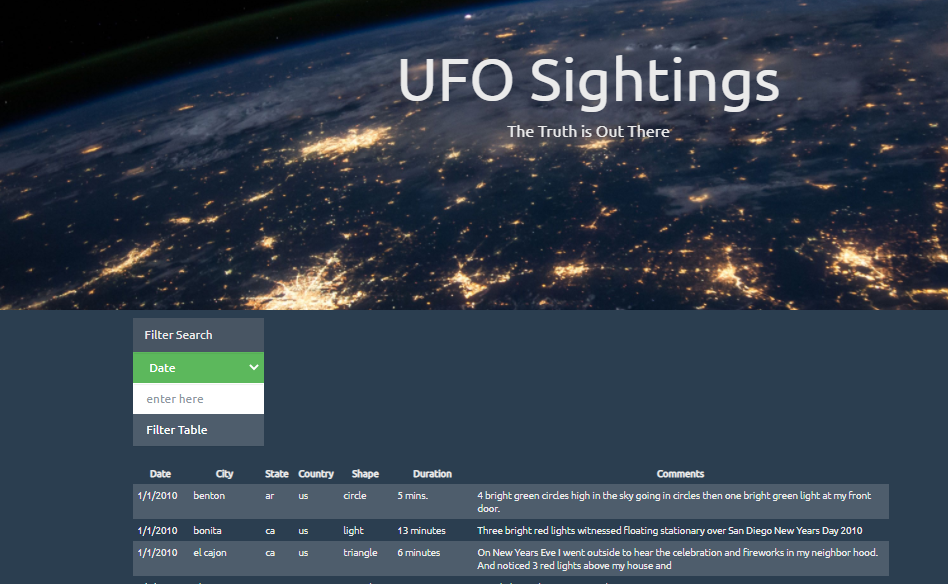 UFO Sightings
The Truth is Out There
Filter Search
Date
enter here
Filter Table
Date City State Country Shape Duration Comments
1/1/2010 benton ar us circle 5 mins. 4 bright green circles high in the sky going in circles then one bright green light at my front
door.
1/1/2010 bonita ca us light 13 minutes Three bright red lights witnessed floating stationary over San Diego New Years Day 2010
1/1/2010 el cajon ca us triangle 6 minutes On New Years Eve I went outside to hear the celebration and fireworks in my neighbor hood.
And noticed 3 red lights above my house and